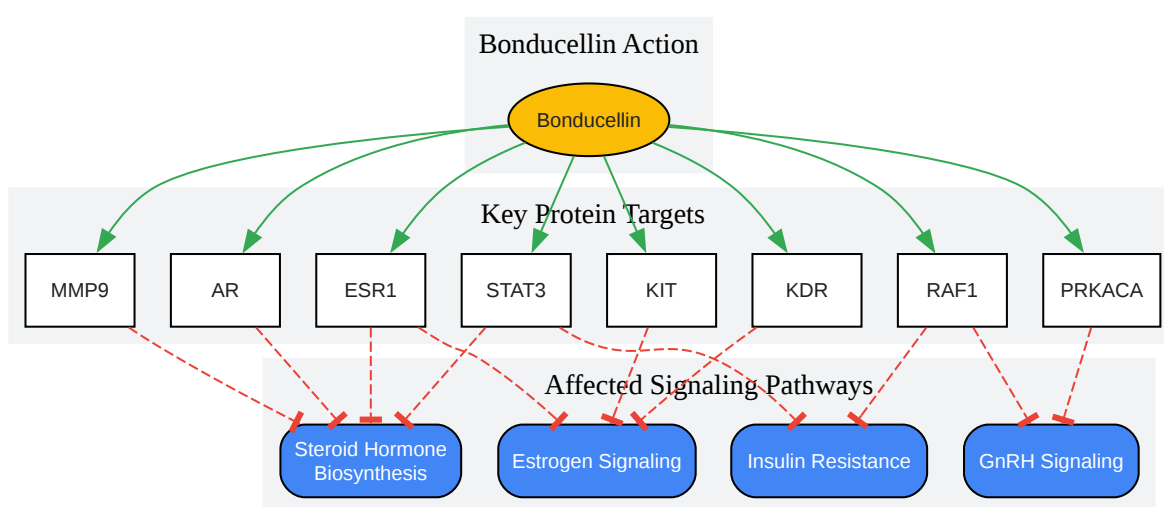 Bonducellin Action
Bonducellin
Key Protein Targets
MMP9
AR
ESR1
STAT3
KIT
KDR
RAF1
PRKACA
Affected Signaling Pathways
Steroid Hormone
Biosynthesis
Estrogen Signaling
Insulin Resistance
GnRH Signaling